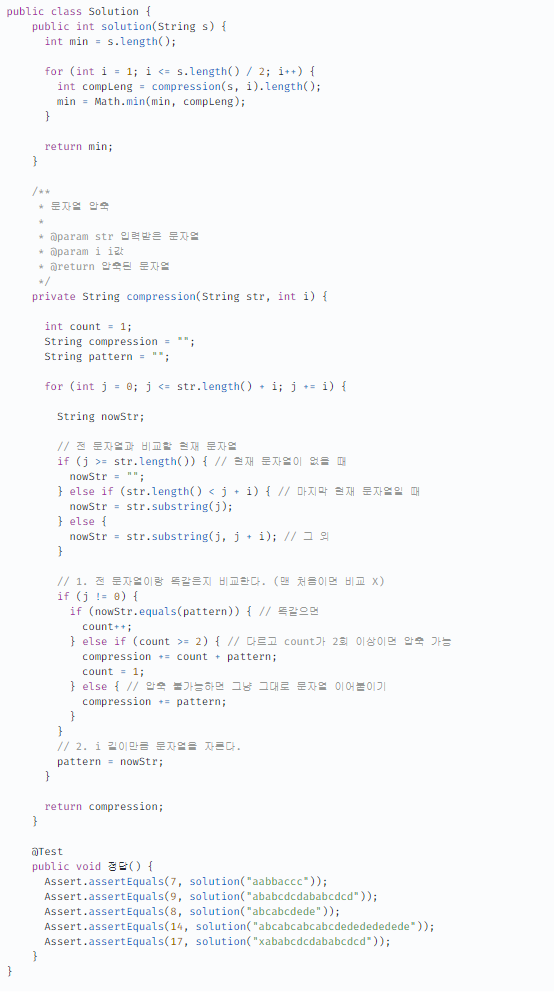 public class Solution {
    public int solution(String s) {
      int min = s.length();

      for (int i = 1; i <= s.length() / 2; i++) {
        int compLeng = compression(s, i).length();
        min = Math.min(min, compLeng);
      }

      return min;
    }

    /**
     * 문자열 압축
     *
     * @param str 입력받은 문자열
     * @param i i값
     * @return 압축된 문자열
     */
    private String compression(String str, int i) {

      int count = 1;
      String compression = "";
      String pattern = "";

      for (int j = 0; j <= str.length() + i; j += i) {

        String nowStr;

        // 전 문자열과 비교할 현재 문자열
        if (j >= str.length()) { // 현재 문자열이 없을 때
          nowStr = "";
        } else if (str.length() < j + i) { // 마지막 현재 문자열일 때
          nowStr = str.substring(j);
        } else {
          nowStr = str.substring(j, j + i); // 그 외
        }

        // 1. 전 문자열이랑 똑같은지 비교한다. (맨 처음이면 비교 X)
        if (j != 0) {
          if (nowStr.equals(pattern)) { // 똑같으면
            count++;
          } else if (count >= 2) { // 다르고 count가 2회 이상이면 압축 가능
            compression += count + pattern;
            count = 1;
          } else { // 압축 불가능하면 그냥 그대로 문자열 이어붙이기
            compression += pattern;
          }
        }
        // 2. i 길이만큼 문자열을 자른다.
        pattern = nowStr;
      }

      return compression;
    }

    @Test
    public void 정답() {
      Assert.assertEquals(7, solution("aabbaccc"));
      Assert.assertEquals(9, solution("ababcdcdababcdcd"));
      Assert.assertEquals(8, solution("abcabcdede"));
      Assert.assertEquals(14, solution("abcabcabcabcdededededede"));
      Assert.assertEquals(17, solution("xababcdcdababcdcd"));
    }
}